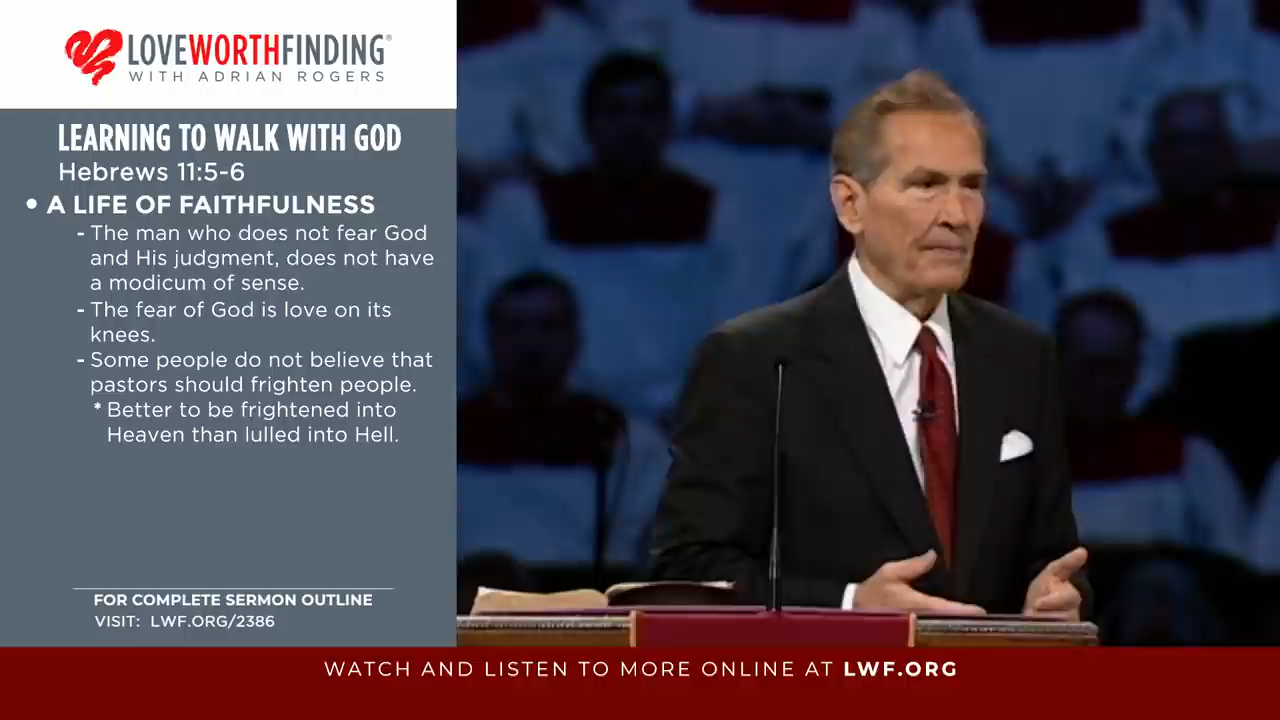 LOVEWORTHFINDING®
WITH ADRIAN ROGERS
LEARNING TO WALK WITH GOD
Hebrews 11:5-6
• A LIFE OF FAITHFULNESS
- The man who does not fear God
and His judgment, does not have
a modicum of sense.
- The fear of God is love on its
knees.
- Some people do not believe that
pastors should frighten people.
* Better to be frightened into
Heaven than lulled into Hell.
FOR COMPLETE SERMON OUTLINE
VISIT: LWF.ORG/2386
WATCH AND LISTEN TO MORE ONLINE AT LWF.ORG